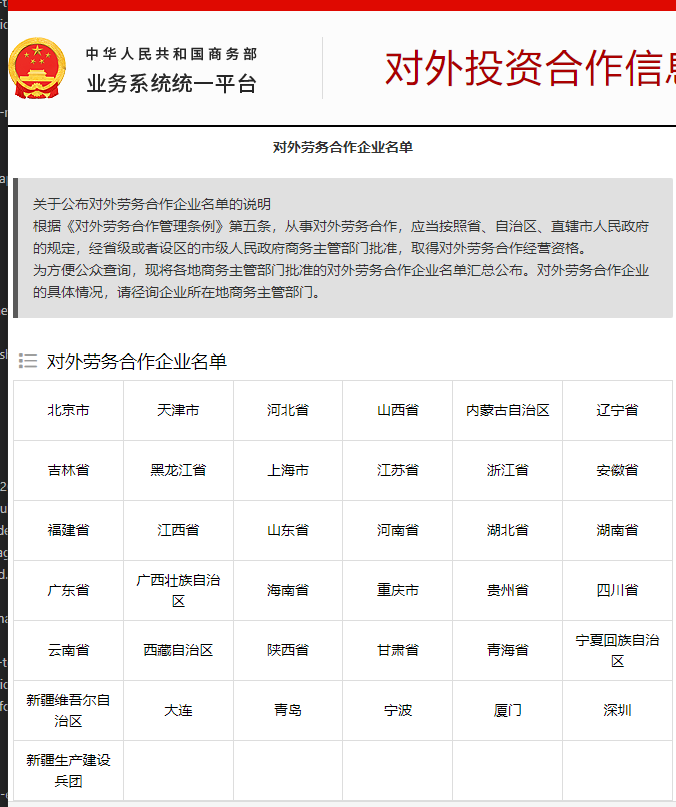 中华人民共和国商务部
业务系统统一平台
对外投资合作信息
对外劳务合作企业名单
关于公布对外劳务合作企业名单的说明
根据《对外劳务合作管理条例》第五条，从事对外劳务合作，应当按照省、自治区、直辖市人民政府
的规定，经省级或者设区的市级人民政府商务主管部门批准，取得对外劳务合作经营资格。
为方便公众查询，现将各地商务主管部门批准的对外劳务合作企业名单汇总公布。对外劳务合作企业
的具体情况，请径询企业所在地商务主管部门。
对外劳务合作企业名单
北京市 天津市 河北省 山西省 内蒙古自治区 辽宁省
吉林省 黑龙江省 上海市 江苏省 浙江省 安徽省
福建省 江西省 山东省 河南省 湖北省 湖南省
广东省 广西壮族自治区 海南省 重庆市 贵州省 四川省
云南省 西藏自治区 陕西省 甘肃省 青海省 宁夏回族自治区
新疆维吾尔自治区 大连 青岛 宁波 厦门 深圳
新疆生产建设兵团